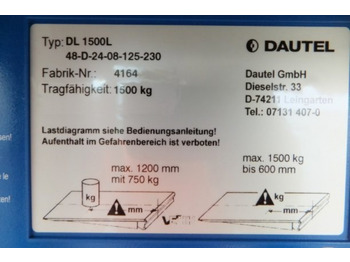 Typ: DL 1500L
48-D-24-08-125-230
Fabrik-Nr.: 4164
Tragfähigkeit: 1500 kg
DAUTEL
Dautel GmbH
Dieselstr. 33
D-74211 Leingarten
Tel.: 07131 407-0
Lastdiagramm siehe Bedienungsanleitung!
Aufenthalt im Gefahrenbereich ist verboten!
max. 1200 mm
mit 750 kg
kg
mm
max. 1500 kg
bis 600 mm
kg
mm